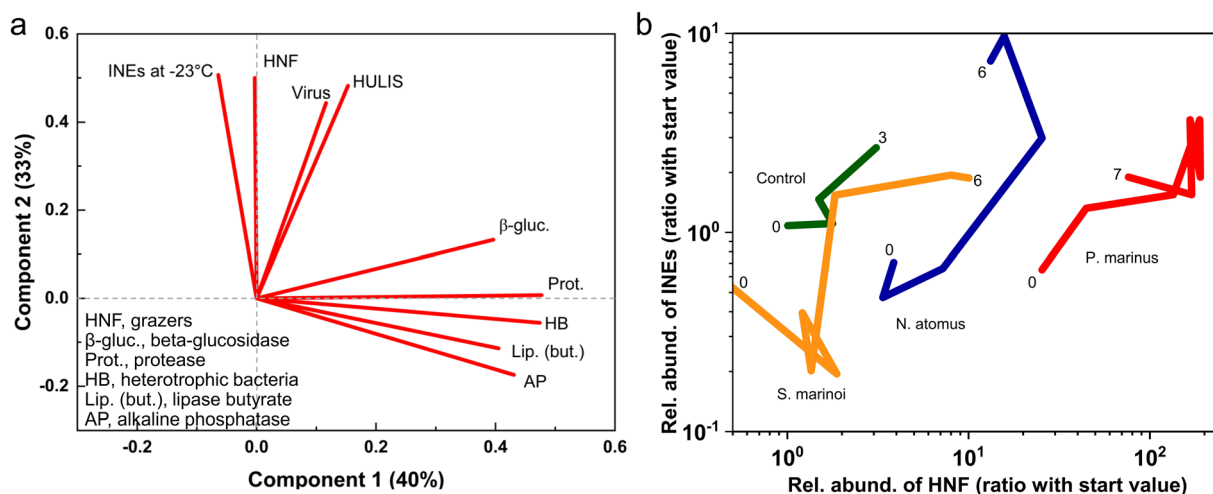 a
0.6
0.4
0.2
0.0
-0.2
-0.2
0.0
0.2
0.4
0.6
Component 2 (33%)
Component 1 (40%)
INEs at -23°C
HNF
Virus
HULIS
β-gluc.
Prot.
HB
Lip. (but.)
AP
HNF, grazers
β-gluc., beta-glucosidase
Prot., protease
HB, heterotrophic bacteria
Lip. (but.), lipase butyrate
AP, alkaline phosphatase
b
10¹
10⁰
10⁻¹
10⁰
10¹
10²
Rel. abund. of INEs (ratio with start value)
Rel. abund. of HNF (ratio with start value)
6
3
Control
0
6
0
0
7
P. marinus
0
N. atomus
S. marinoi